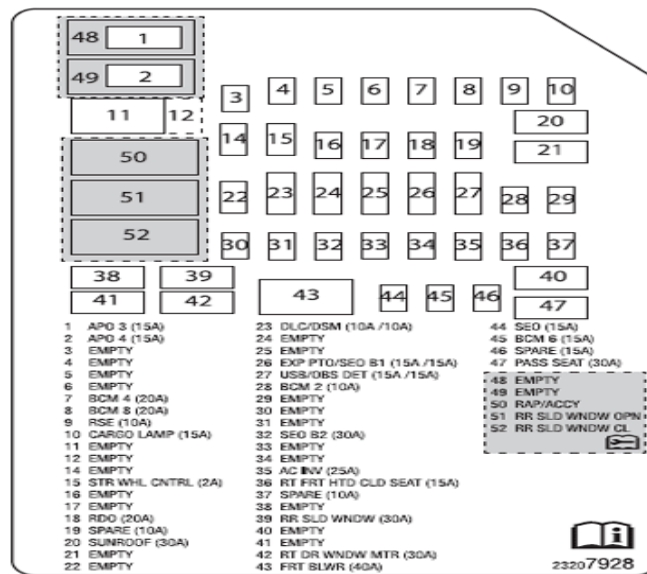 48 1
49 2
3 4 5 6 7 8 9 10
11 12
20
14 15 16 17 18 19
21
50
51
22 23 24 25 26 27 28 29
52
30 31 32 33 34 35 36 37
38 39
43
40
41 42
44 45 46
47
1 APO 3 (15A)
2 APO 4 (15A)
3 EMPTY
4 EMPTY
5 EMPTY
6 EMPTY
7 BCM 4 (20A)
8 BCM 8 (20A)
9 RSE (10A)
10 CARGO LAMP (15A)
11 EMPTY
12 EMPTY
14 EMPTY
15 STR WHL CNTRL (2A)
16 EMPTY
17 EMPTY
18 RDO (20A)
19 SPARE (10A)
20 SUNROOF (30A)
21 EMPTY
22 EMPTY
23 DLC/DSM (10A /10A)
24 EMPTY
25 EMPTY
26 EXP PTO/SEO B1 (15A /15A)
27 USB/OBS DET (15A /15A)
28 BCM 2 (10A)
29 EMPTY
30 EMPTY
31 EMPTY
32 SEO B2 (30A)
33 EMPTY
34 EMPTY
35 AC INV (25A)
36 RT FRT HTD CLD SEAT (15A)
37 SPARE (10A)
38 EMPTY
39 RR SLD WNDW (30A)
40 EMPTY
41 EMPTY
42 RT DR WNDW MTR (30A)
43 FRT BLWR (40A)
44 SEO (15A)
45 BCM 6 (15A)
46 SPARE (15A)
47 PASS SEAT (30A)
48 EMPTY
49 EMPTY
50 RAP/ACCY
51 RR SLD WNDW OPN
52 RR SLD WNDW CL
23207928